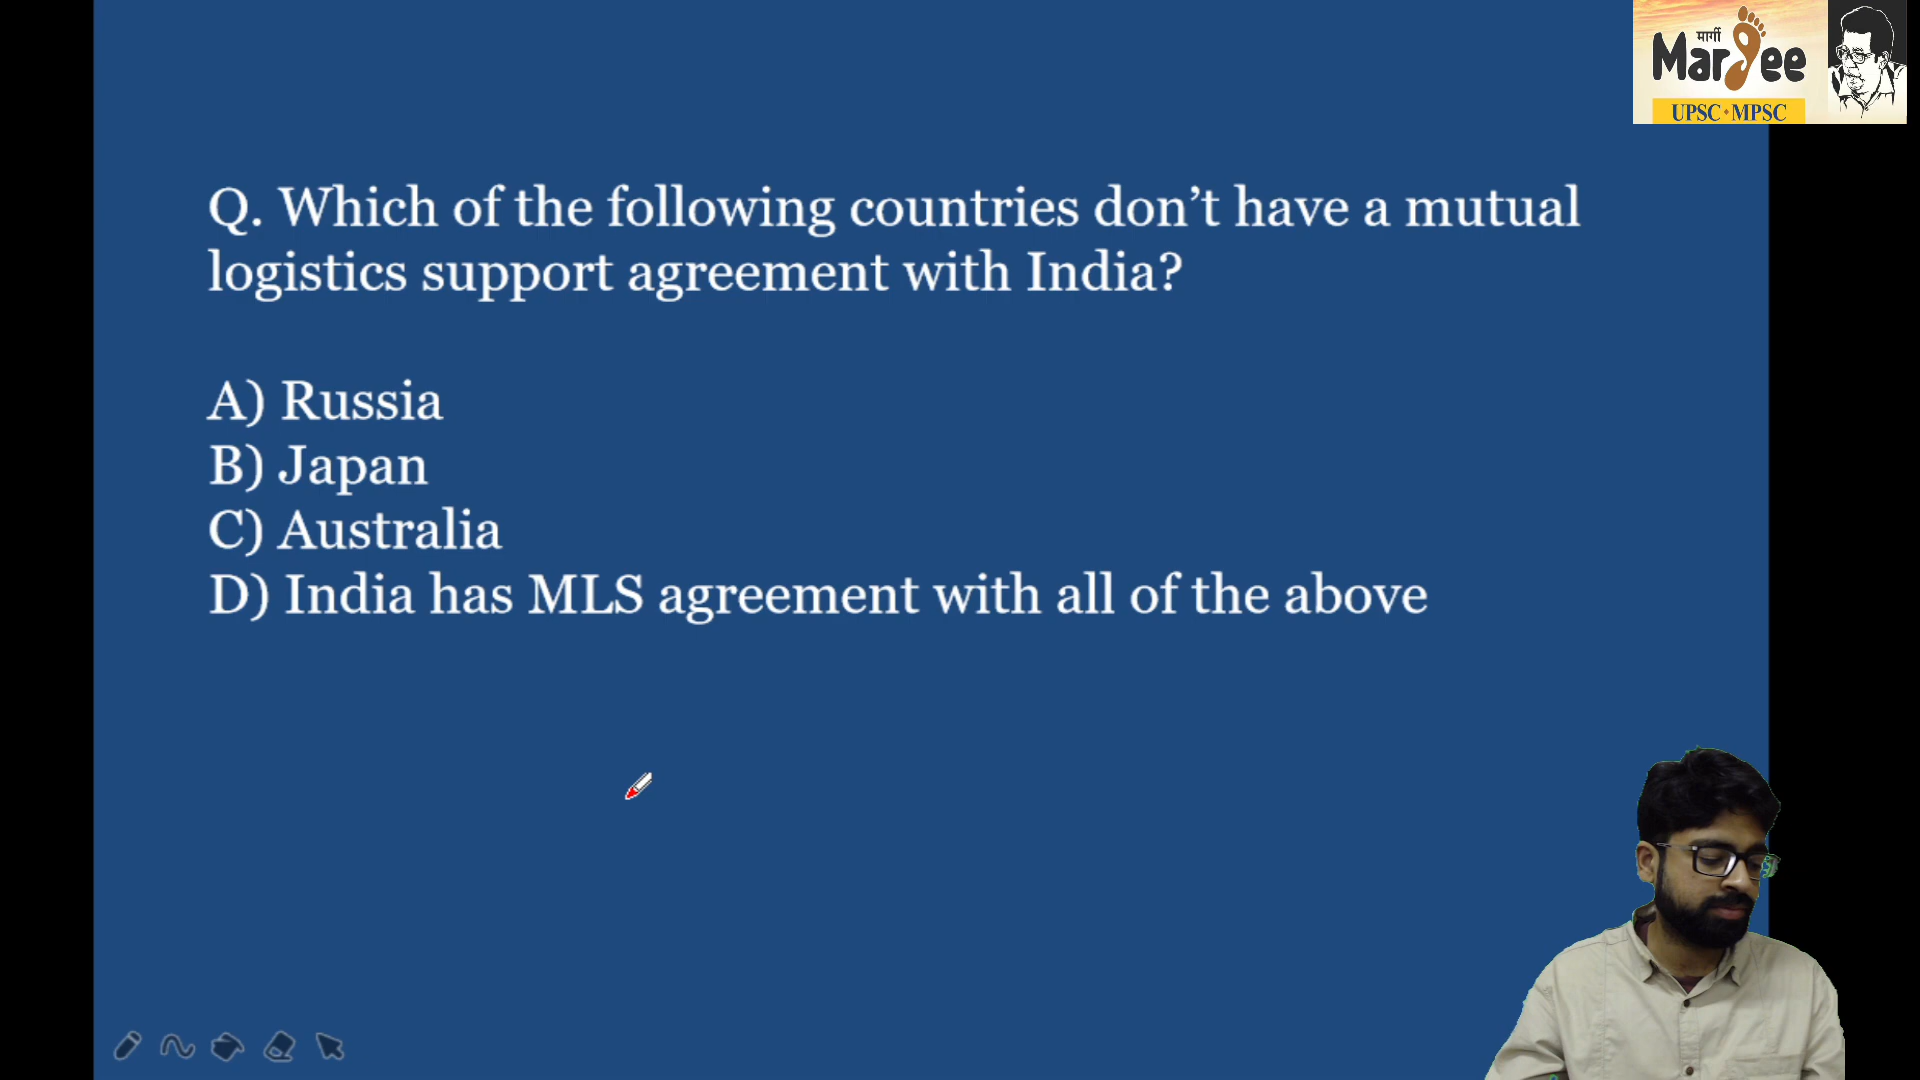 मार्गी
Margee
UPSC • MPSC
Q. Which of the following countries don’t have a mutual
logistics support agreement with India?
A) Russia
B) Japan
C) Australia
D) India has MLS agreement with all of the above